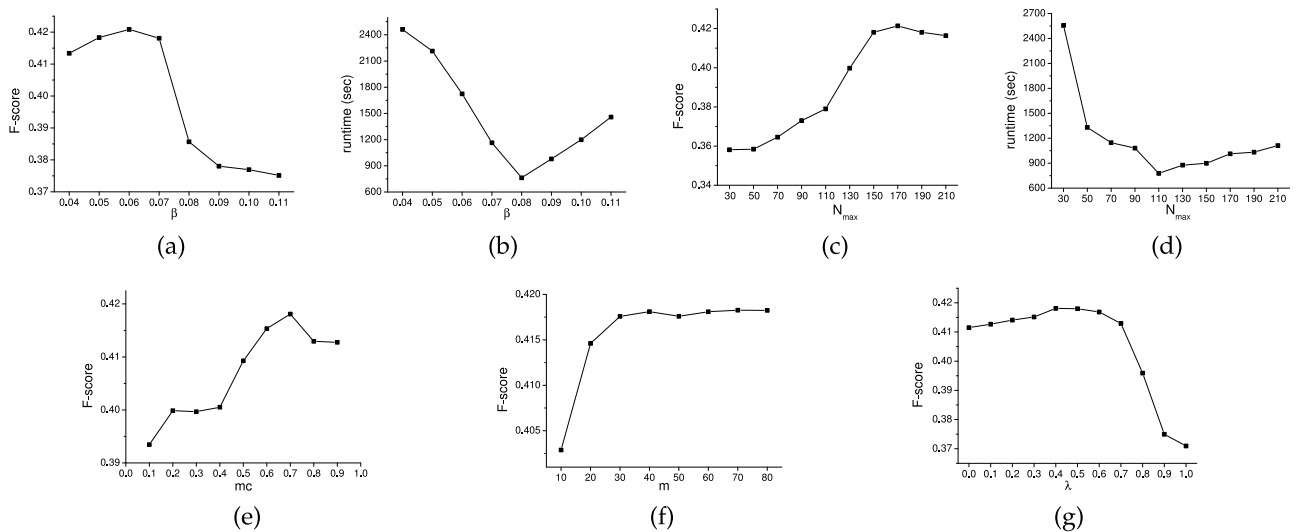 0.42
0.41
0.40
0.39
0.38
0.37
F-score
0.04 0.05 0.06 0.07 0.08 0.09 0.10 0.11
β
(a)
2400
2100
1800
1500
1200
900
600
runtime (sec)
0.04 0.05 0.06 0.07 0.08 0.09 0.10 0.11
β
(b)
0.42
0.40
0.38
0.36
0.34
F-score
30 50 70 90 110 130 150 170 190 210
Nmax
(c)
2700
2400
2100
1800
1500
1200
900
600
runtime (sec)
30 50 70 90 110 130 150 170 190 210
Nmax
(d)
0.42
0.41
0.40
0.39
F-score
0.0 0.1 0.2 0.3 0.4 0.5 0.6 0.7 0.8 0.9 1.0
mc
(e)
0.420
0.415
0.410
0.405
F-score
10 20 30 40 50 60 70 80
m
(f)
0.42
0.41
0.40
0.39
0.38
0.37
F-score
0.0 0.1 0.2 0.3 0.4 0.5 0.6 0.7 0.8 0.9 1.0
λ
(g)